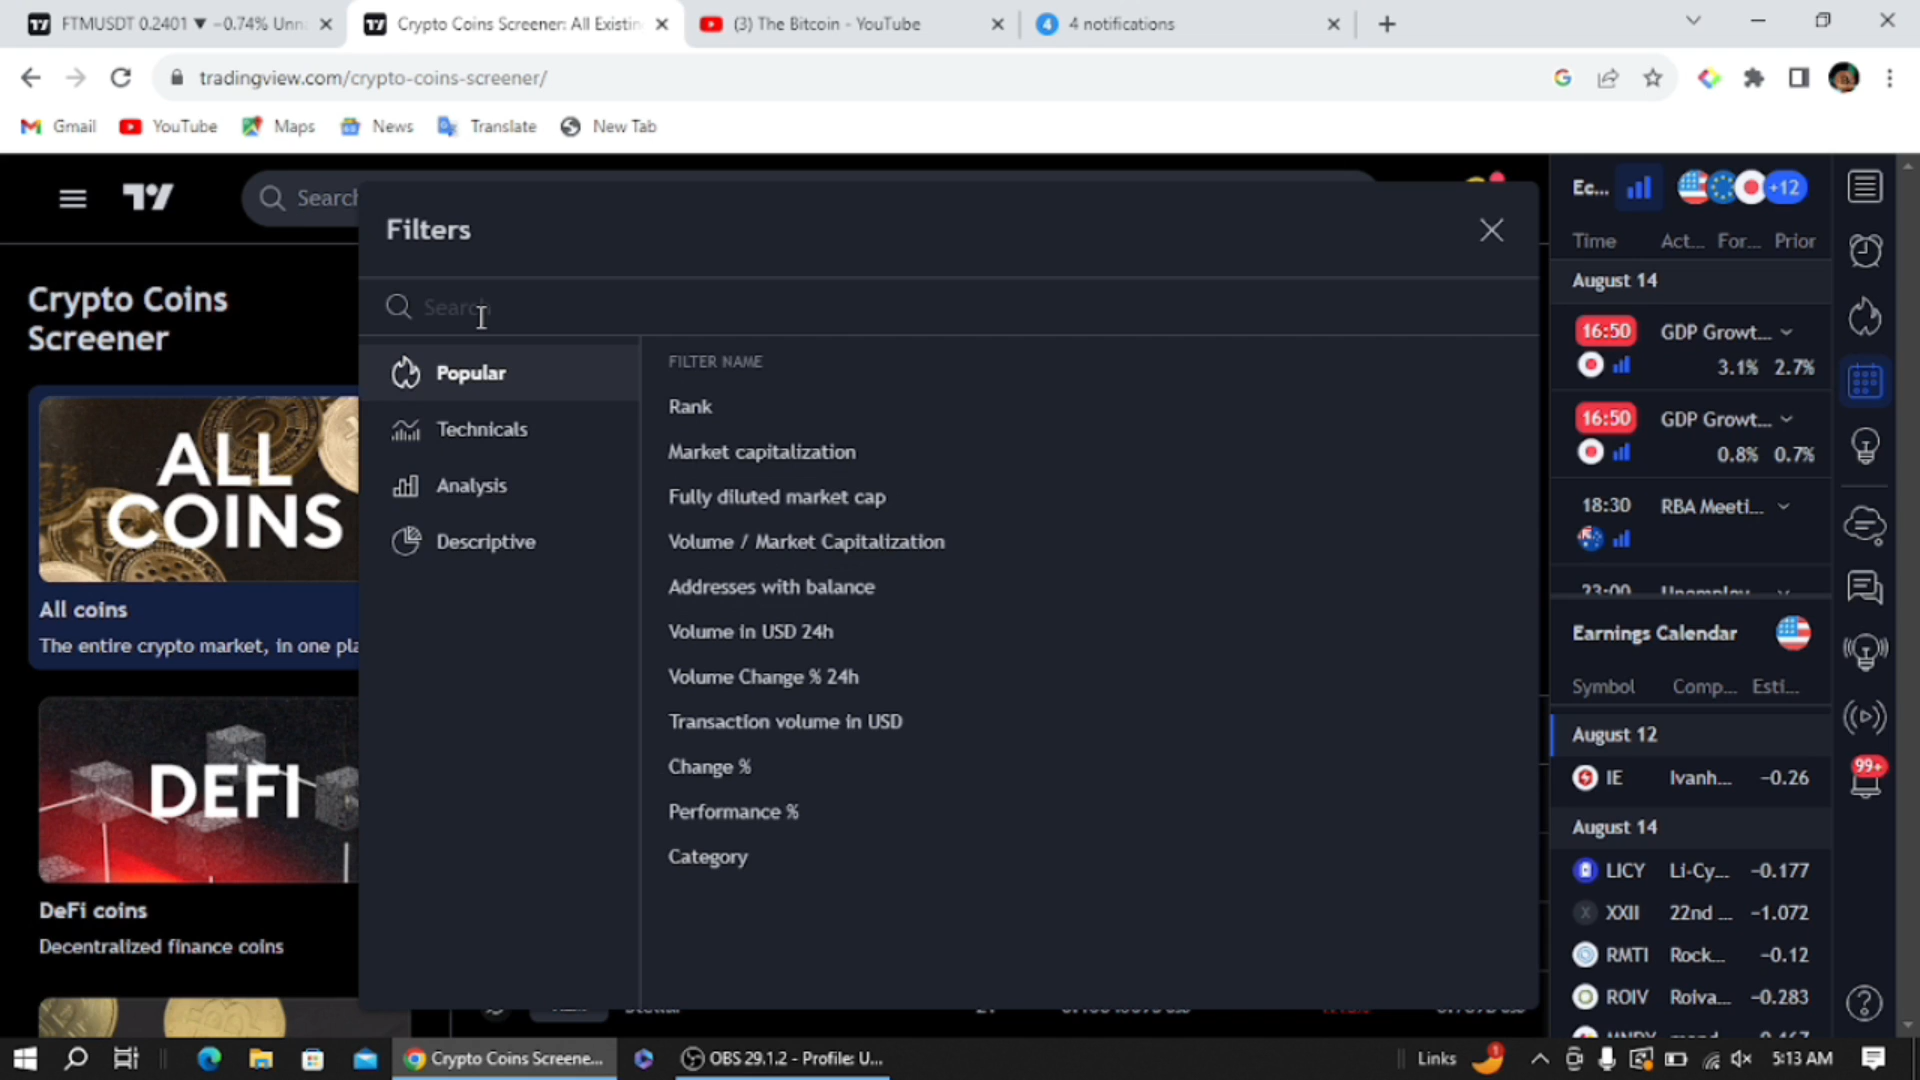 FTMUSDT 0.2401 ▼ −0.74% Unn
Crypto Coins Screener: All Existin
(3) The Bitcoin - YouTube
4 notifications
tradingview.com/crypto-coins-screener/
Gmail
YouTube
Maps
News
Translate
New Tab
Search
Crypto Coins
Screener
ALL
COINS
All coins
The entire crypto market, in one pla
DEFI
DeFi coins
Decentralized finance coins
Filters
Search
Popular
Technicals
Analysis
Descriptive
FILTER NAME
Rank
Market capitalization
Fully diluted market cap
Volume / Market Capitalization
Addresses with balance
Volume in USD 24h
Volume Change % 24h
Transaction volume in USD
Change %
Performance %
Category
Ec... +12
Time Act... For... Prior
August 14
16:50 GDP Growt...
3.1% 2.7%
16:50 GDP Growt...
0.8% 0.7%
18:30 RBA Meeti...
23:00
Earnings Calendar
Symbol Comp... Esti...
August 12
IE Ivanh... −0.26
August 14
LICY Li-Cy... −0.177
XXII 22nd ... −1.072
RMTI Rock... −0.12
ROIV Roiva... −0.283
99+
Crypto Coins Screene...
OBS 29.1.2 - Profile: U...
Links
1
5:13 AM